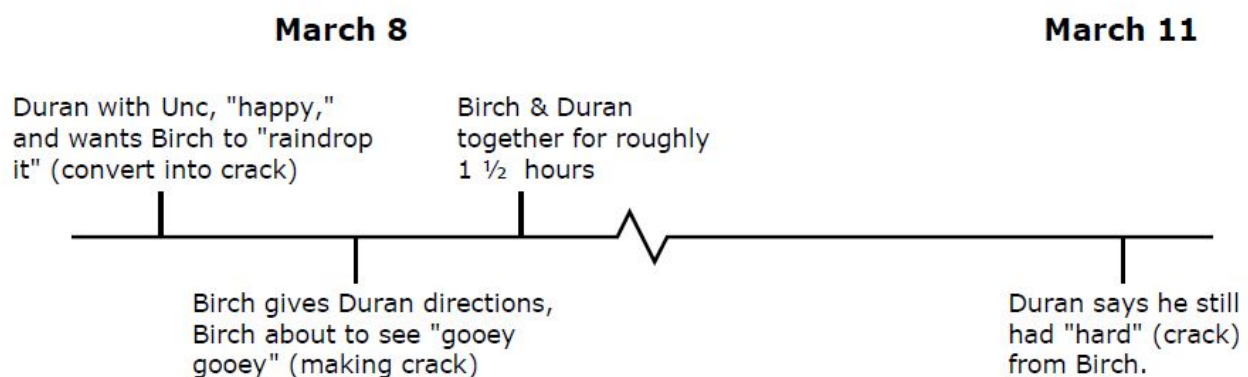 March 8
March 11
Duran with Unc, "happy,"
and wants Birch to "raindrop
it" (convert into crack)
Birch & Duran
together for roughly
1 ½ hours
Birch gives Duran directions,
Birch about to see "gooey
gooey" (making crack)
Duran says he still
had "hard" (crack)
from Birch.